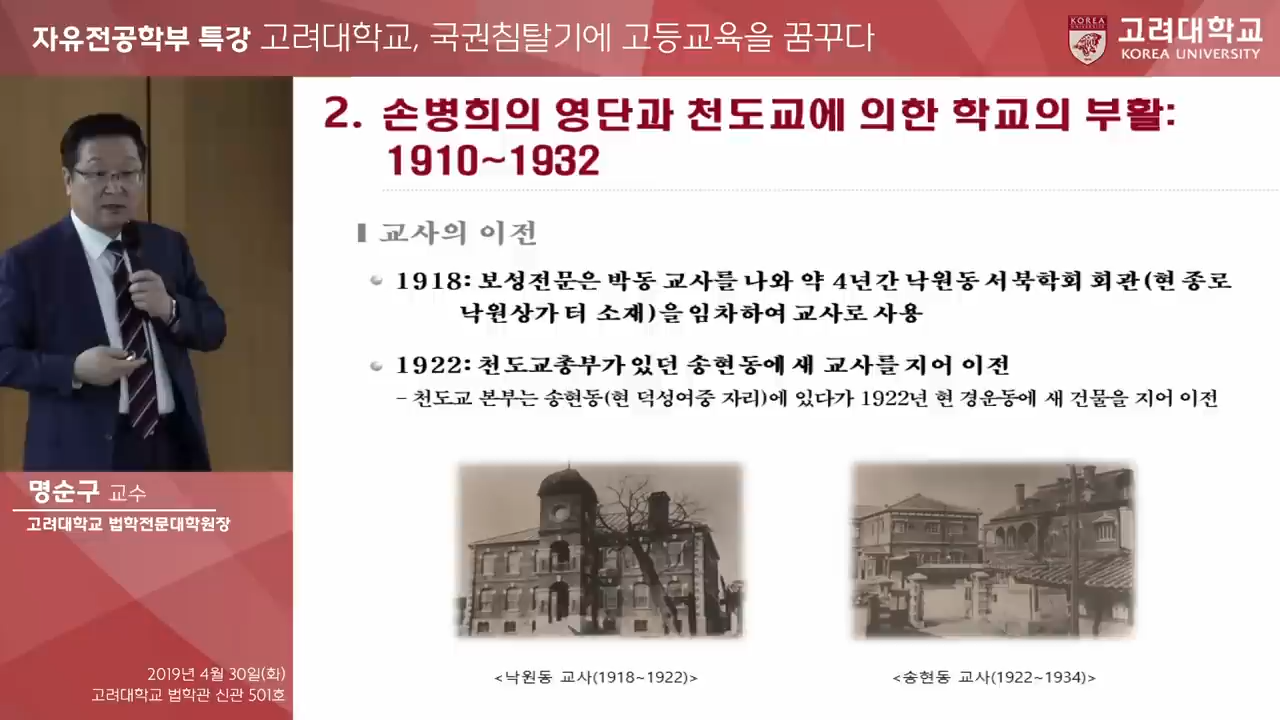 자유전공학부 특강 고려대학교, 국권침탈기에 고등교육을 꿈꾸다
KOREA
UNIVERSITY
고려대학교
KOREA UNIVERSITY
2. 손병희의 영단과 천도교에 의한 학교의 부활:
1910~1932
교사의 이전
1918: 보성전문은 박동 교사를 나와 약 4년간 낙원동 서북학회 회관(현 종로
낙원상가 터 소재)을 임차하여 교사로 사용
1922: 천도교총부가 있던 송현동에 새 교사를 지어 이전
– 천도교 본부는 송현동(현 덕성여중 자리)에 있다가 1922년 현 경운동에 새 건물을 지어 이전
<낙원동 교사(1918~1922)>
<송현동 교사(1922~1934)>
명순구 교수
고려대학교 법학전문대학원장
2019년 4월 30일(화)
고려대학교 법학관 신관 501호